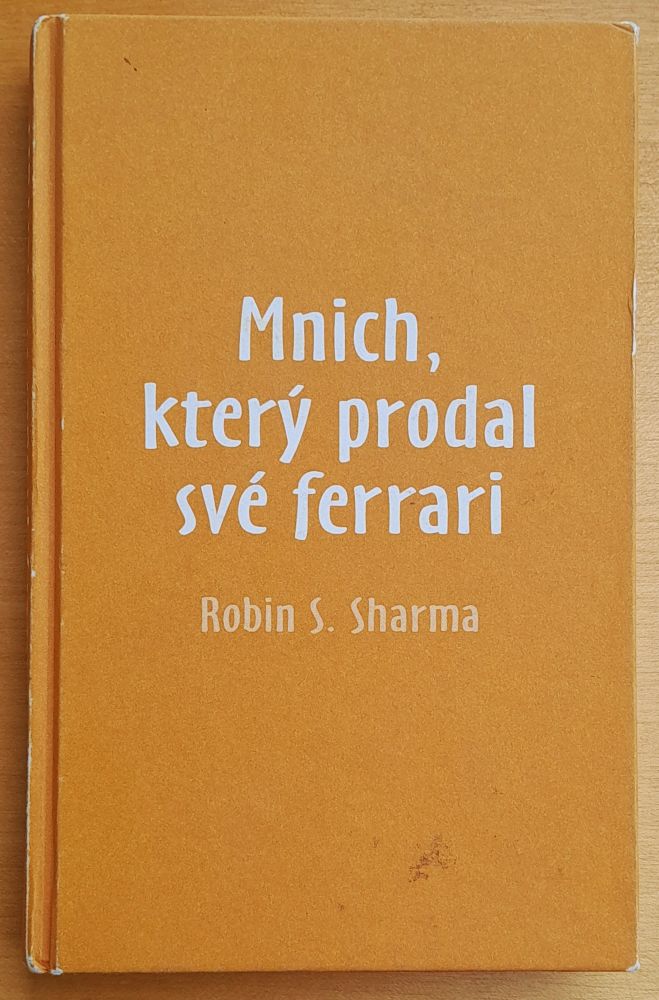 Mnich,
který prodal
své ferrari
Robin S. Sharma